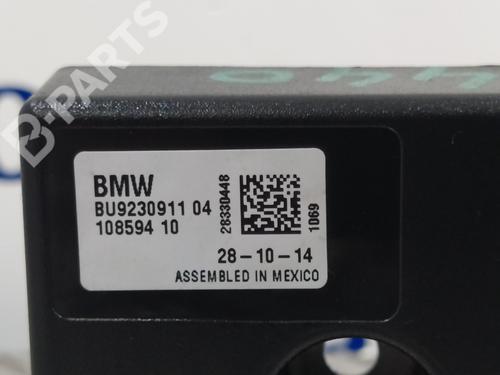 B-PARTS
BMW
BU9230911 04
108594 10
28330448
1069
28-10-14
ASSEMBLED IN MEXICO